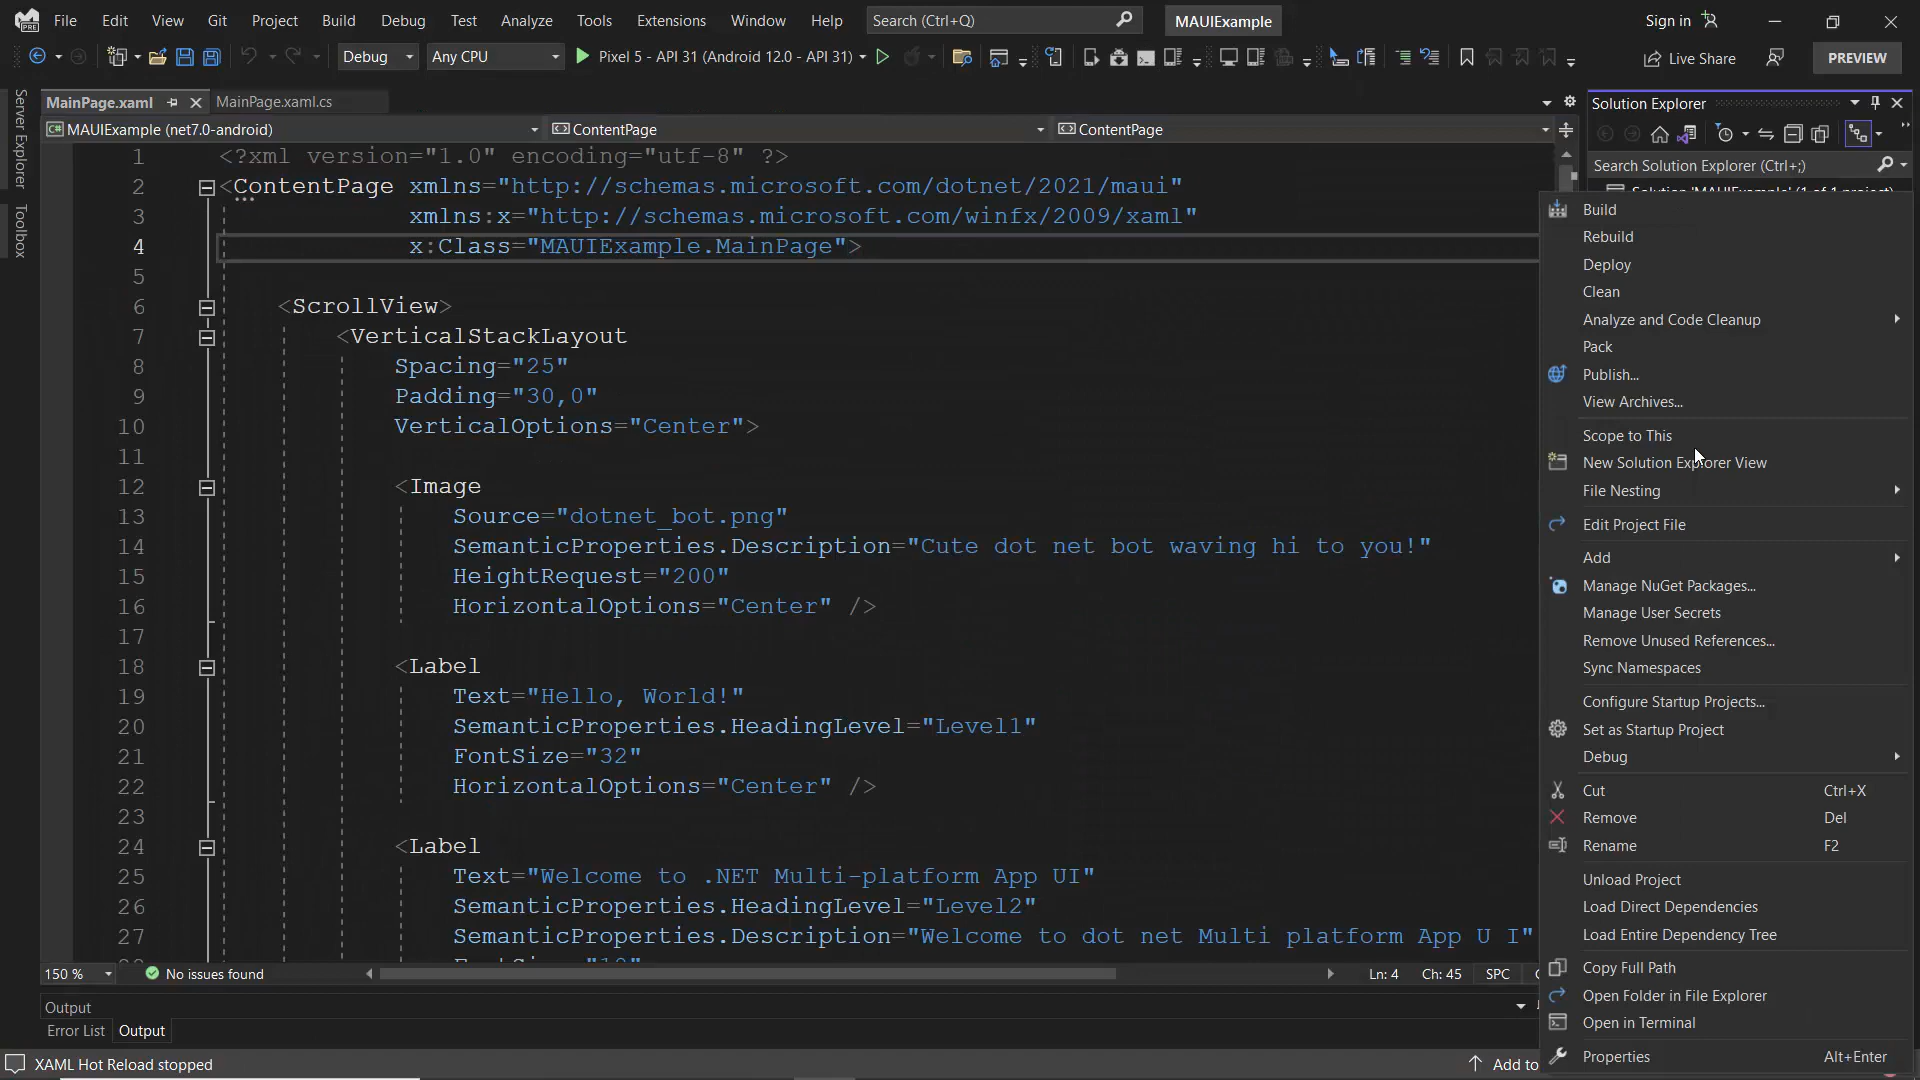 File Edit View Git Project Build Debug Test Analyze Tools Extensions Window Help Search (Ctrl+Q) MAUIExample Sign in
Debug Any CPU Pixel 5 - API 31 (Android 12.0 - API 31) Live Share PREVIEW
Server Explorer
Toolbox
MainPage.xaml MainPage.xaml.cs
MAUIExample (net7.0-android) ContentPage ContentPage
1 <?xml version="1.0" encoding="utf-8" ?>
2 <ContentPage xmlns="http://schemas.microsoft.com/dotnet/2021/maui"
3 xmlns:x="http://schemas.microsoft.com/winfx/2009/xaml"
4 x:Class="MAUIExample.MainPage">
5
6 <ScrollView>
7 <VerticalStackLayout
8 Spacing="25"
9 Padding="30,0"
10 VerticalOptions="Center">
11
12 <Image
13 Source="dotnet_bot.png"
14 SemanticProperties.Description="Cute dot net bot waving hi to you!"
15 HeightRequest="200"
16 HorizontalOptions="Center" />
17
18 <Label
19 Text="Hello, World!"
20 SemanticProperties.HeadingLevel="Level1"
21 FontSize="32"
22 HorizontalOptions="Center" />
23
24 <Label
25 Text="Welcome to .NET Multi-platform App UI"
26 SemanticProperties.HeadingLevel="Level2"
27 SemanticProperties.Description="Welcome to dot net Multi platform App U I"
150 % No issues found Ln: 4 Ch: 45 SPC
Output
Error List Output
XAML Hot Reload stopped Add to
Solution Explorer
Search Solution Explorer (Ctrl+;)
Solution 'MAUIExample' (1 of 1 project)
Build
Rebuild
Deploy
Clean
Analyze and Code Cleanup
Pack
Publish...
View Archives...
Scope to This
New Solution Explorer View
File Nesting
Edit Project File
Add
Manage NuGet Packages...
Manage User Secrets
Remove Unused References...
Sync Namespaces
Configure Startup Projects...
Set as Startup Project
Debug
Cut Ctrl+X
Remove Del
Rename F2
Unload Project
Load Direct Dependencies
Load Entire Dependency Tree
Copy Full Path
Open Folder in File Explorer
Open in Terminal
Properties Alt+Enter